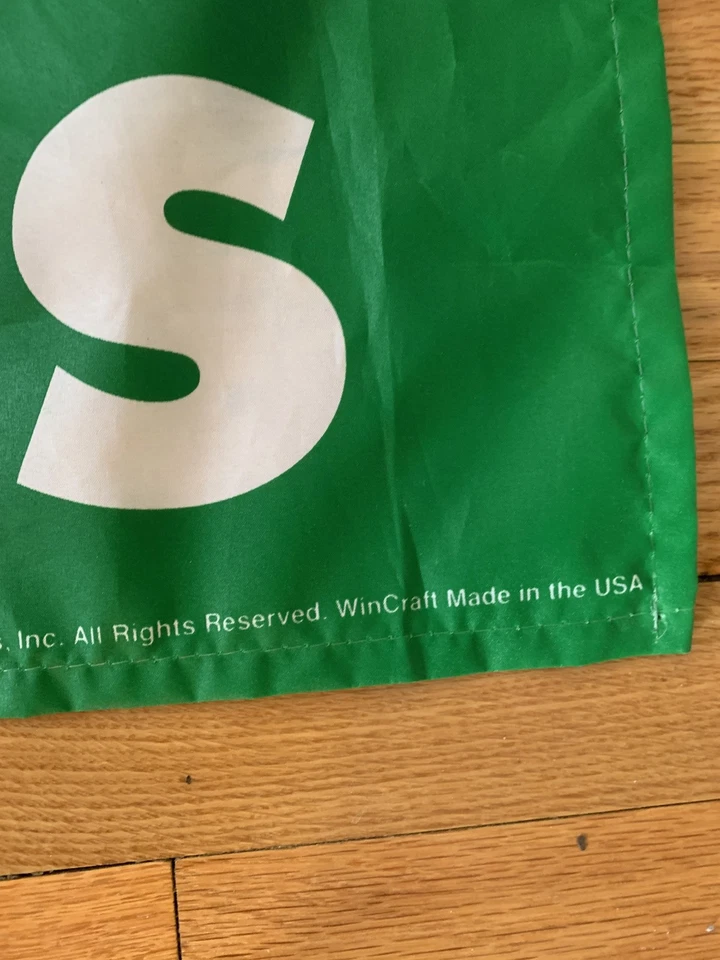 S
s, Inc. All Rights Reserved. WinCraft Made in the USA